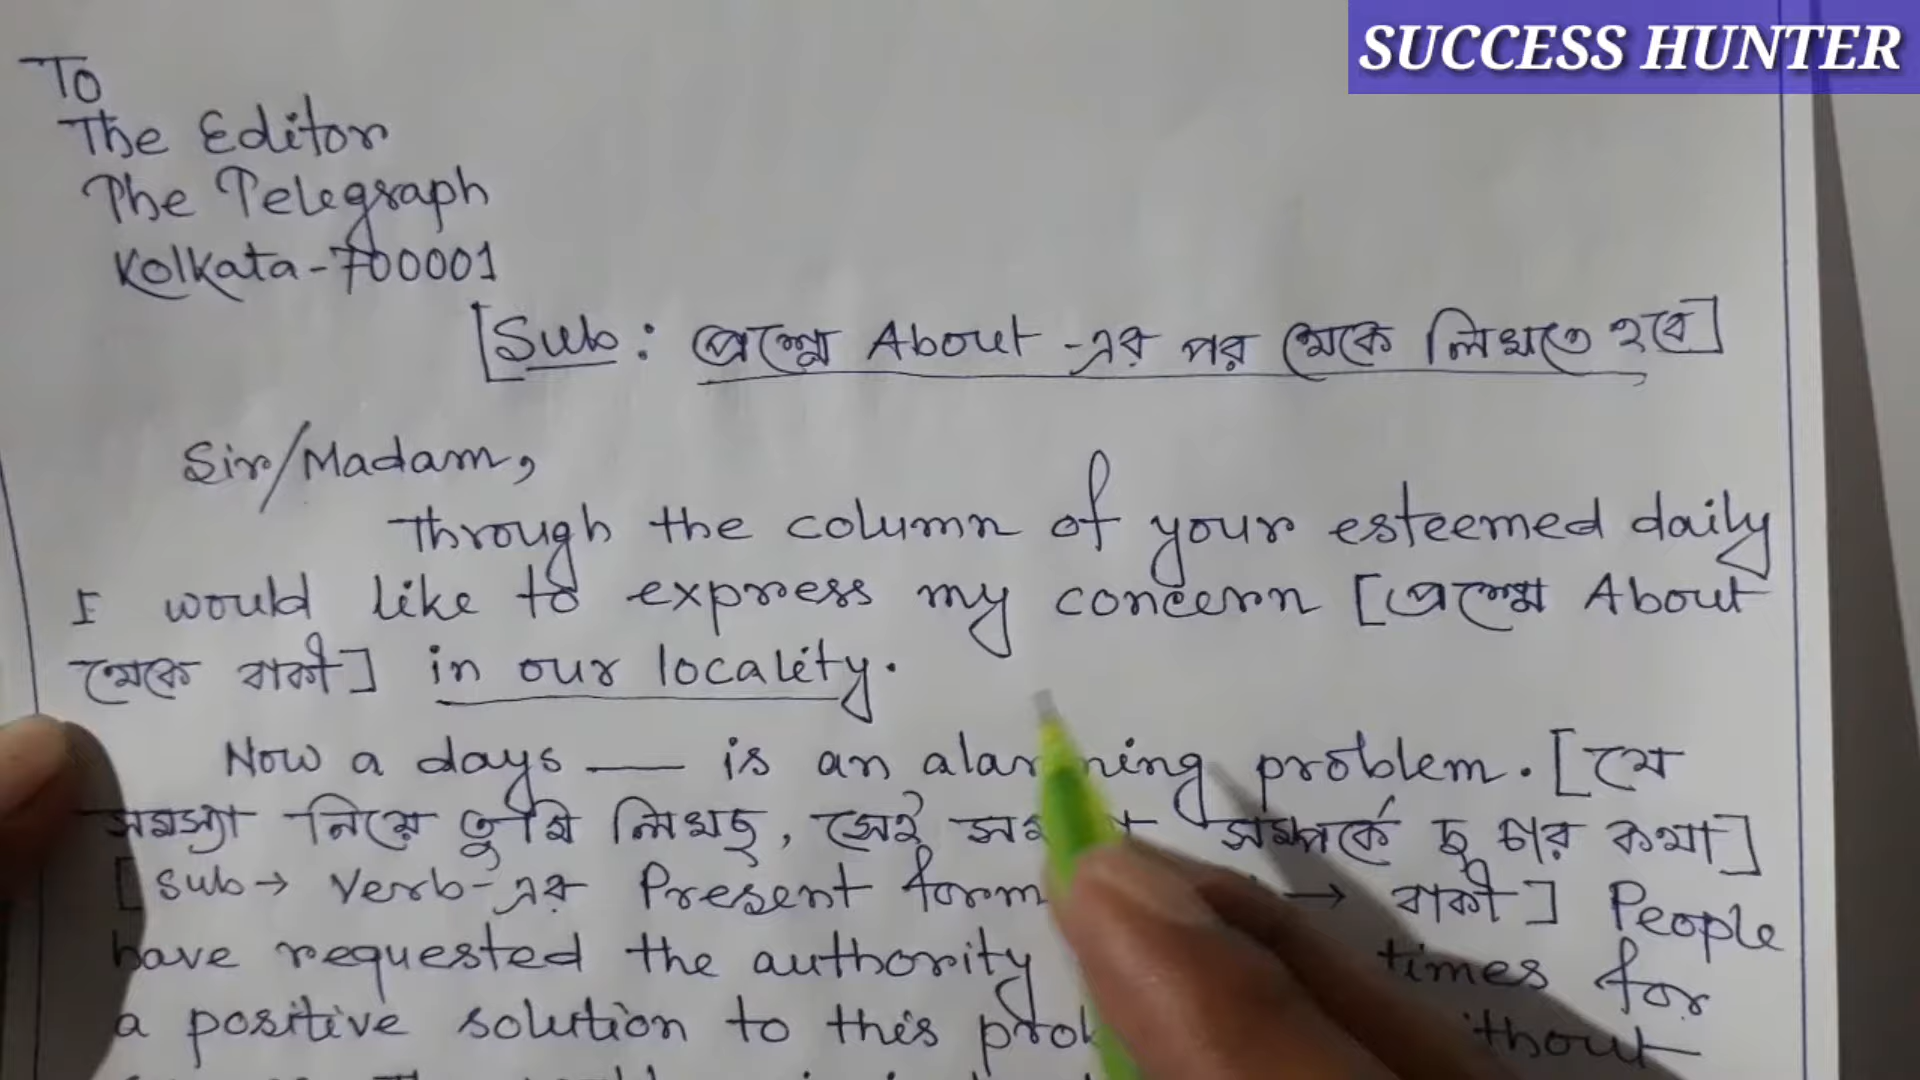 SUCCESS HUNTER
To
The Editor
The Telegraph
Kolkata-700001
[Sub: প্রশ্নে About -এর পর থেকে লিখতে হবে]
Sir/Madam,
Through the column of your esteemed daily
I would like to express my concern [প্রশ্নে About
থেকে বাকী] in our locality.
Now a days — is an alarming problem. [যে
সমস্যা নিয়ে তুমি লিখছ, সেই সম্পর্কে দু চার কথা]
[Sub→ Verb-এর Present form → বাকী] People
have requested the authority times for
a positive solution to this ithout